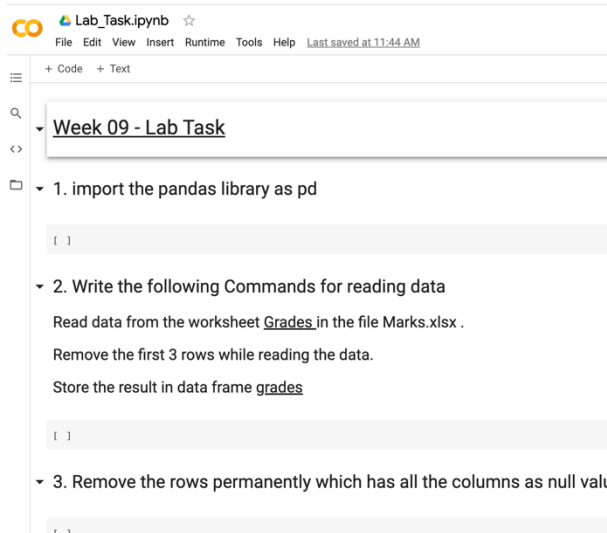 Lab_Task.ipynb
File Edit View Insert Runtime Tools Help Last saved at 11:44 AM
+ Code + Text
Week 09 - Lab Task
1. import the pandas library as pd
[ ]
2. Write the following Commands for reading data
Read data from the worksheet Grades in the file Marks.xlsx .
Remove the first 3 rows while reading the data.
Store the result in data frame grades
[ ]
3. Remove the rows permanently which has all the columns as null
[ ]